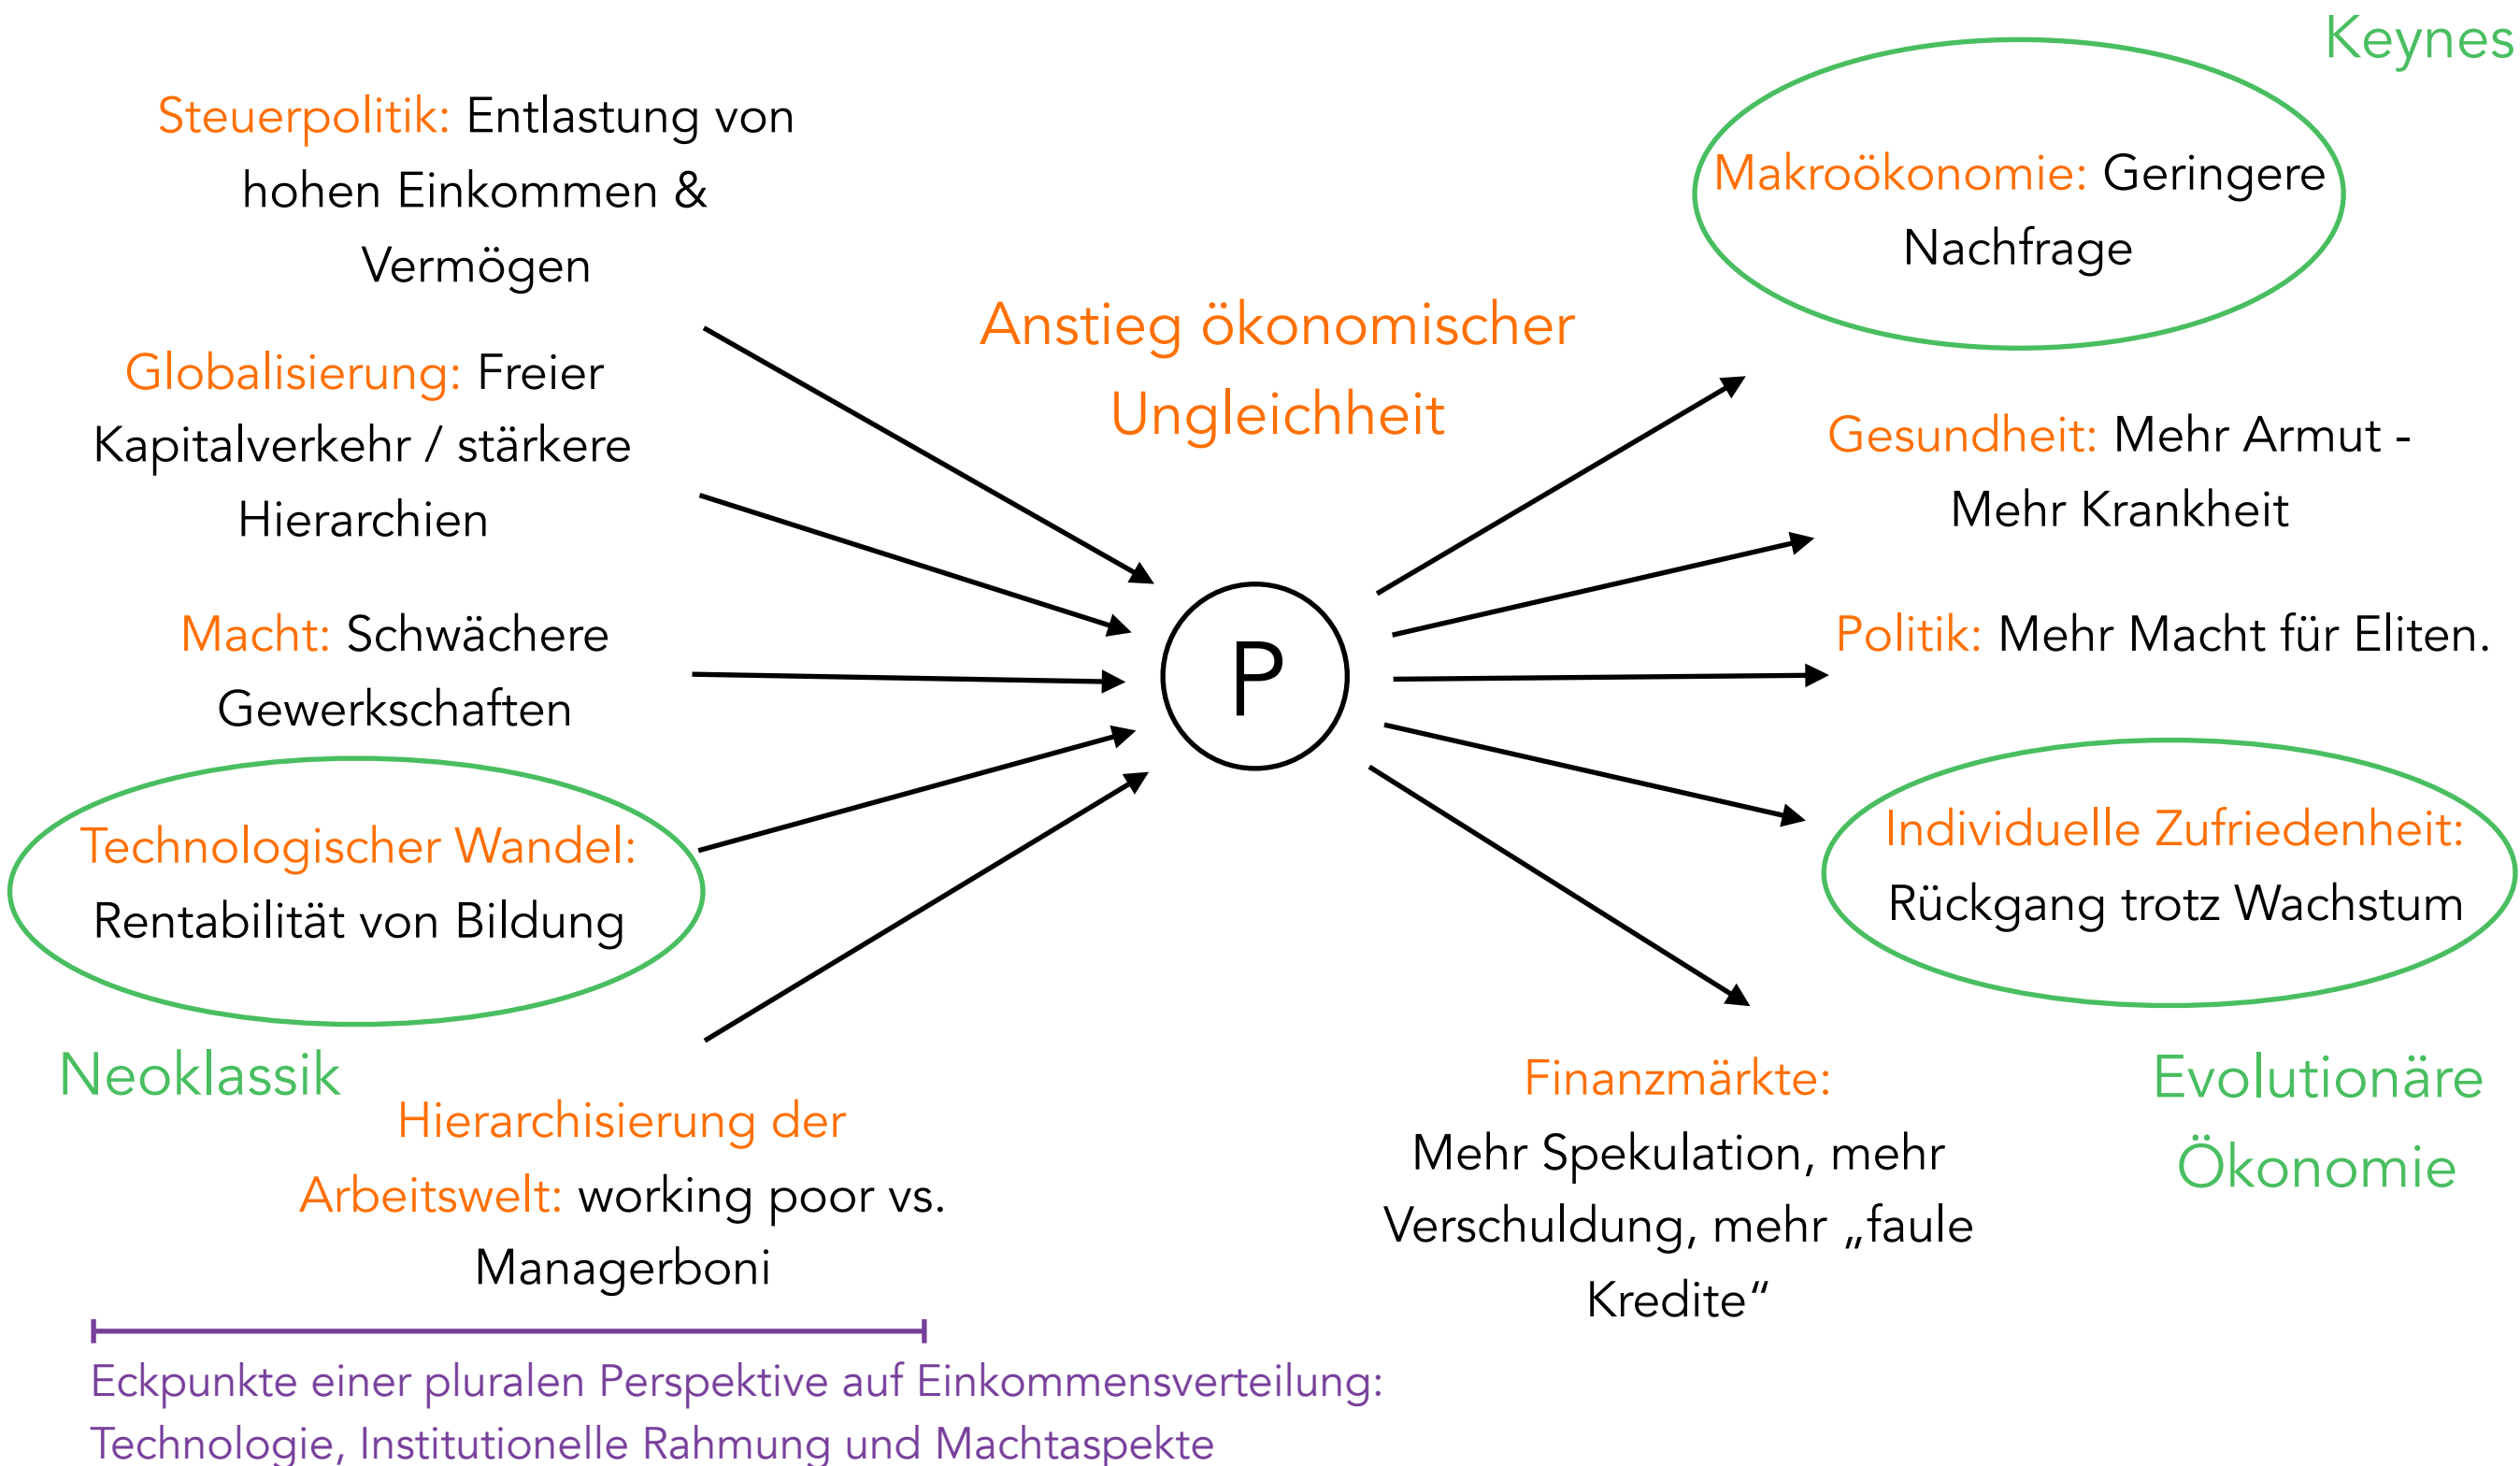 Keynes
Steuerpolitik: Entlastung von
hohen Einkommen &
Vermögen
Globalisierung: Freier
Kapitalverkehr / stärkere
Hierarchien
Macht: Schwächere
Gewerkschaften
Technologischer Wandel:
Rentabilität von Bildung
Neoklassik
Hierarchisierung der
Arbeitswelt: working poor vs.
Managerboni
Anstieg ökonomischer
Ungleichheit
P
Makroökonomie: Geringere
Nachfrage
Gesundheit: Mehr Armut -
Mehr Krankheit
Politik: Mehr Macht für Eliten.
Individuelle Zufriedenheit:
Rückgang trotz Wachstum
Evolutionäre
Ökonomie
Finanzmärkte:
Mehr Spekulation, mehr
Verschuldung, mehr „faule
Kredite“
Eckpunkte einer pluralen Perspektive auf Einkommensverteilung:
Technologie, Institutionelle Rahmung und Machtaspekte